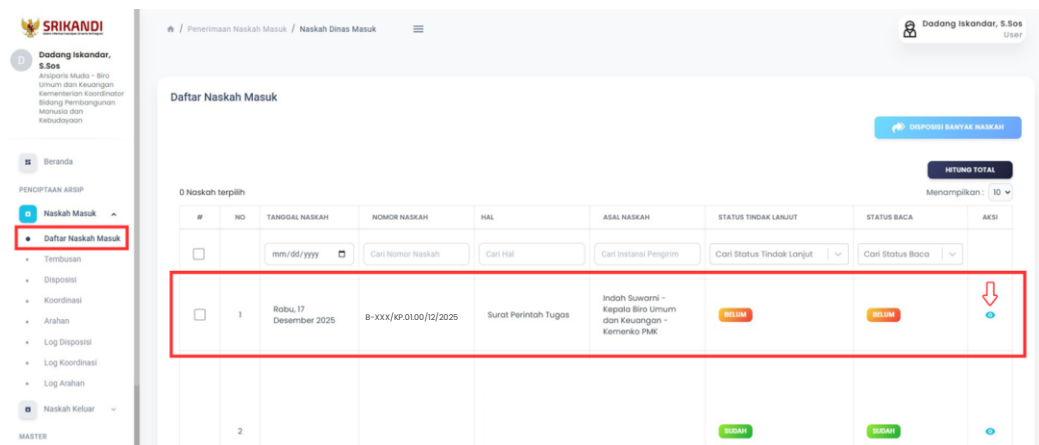 SRIKANDI
Dadang Iskandar,
S.Sos
Arsiparis Muda - Biro
Umum dan Keuangan
Kementerian Koordinator
Bidang Pembangunan
Manusia dan
Kebudayaan
Beranda
PENCIPTAAN ARSIP
Naskah Masuk
Daftar Naskah Masuk
Tembusan
Disposisi
Koordinasi
Arahan
Log Disposisi
Log Koordinasi
Log Arahan
Naskah Keluar
MASTER
/ Penerimaan Naskah Masuk / Naskah Dinas Masuk
Dadang Iskandar, S.Sos
User
Daftar Naskah Masuk
DISPOSISI BANYAK NASKAH
HITUNG TOTAL
0 Naskah terpilih
Menampilkan : 10
# NO TANGGAL NASKAH NOMOR NASKAH HAL ASAL NASKAH STATUS TINDAK LANJUT STATUS BACA AKSI
mm/dd/yyyy Cari Nomor Naskah Cari Hal Cari Instansi Pengirim Cari Status Tindak Lanjut Cari Status Baca
1 Rabu, 17
Desember 2025
B-XXX/KP.01.00/12/2025
Surat Perintah Tugas
Indah Suwarni -
Kepala Biro Umum
dan Keuangan -
Kemenko PMK
BELUM BELUM
2 SUDAH SUDAH